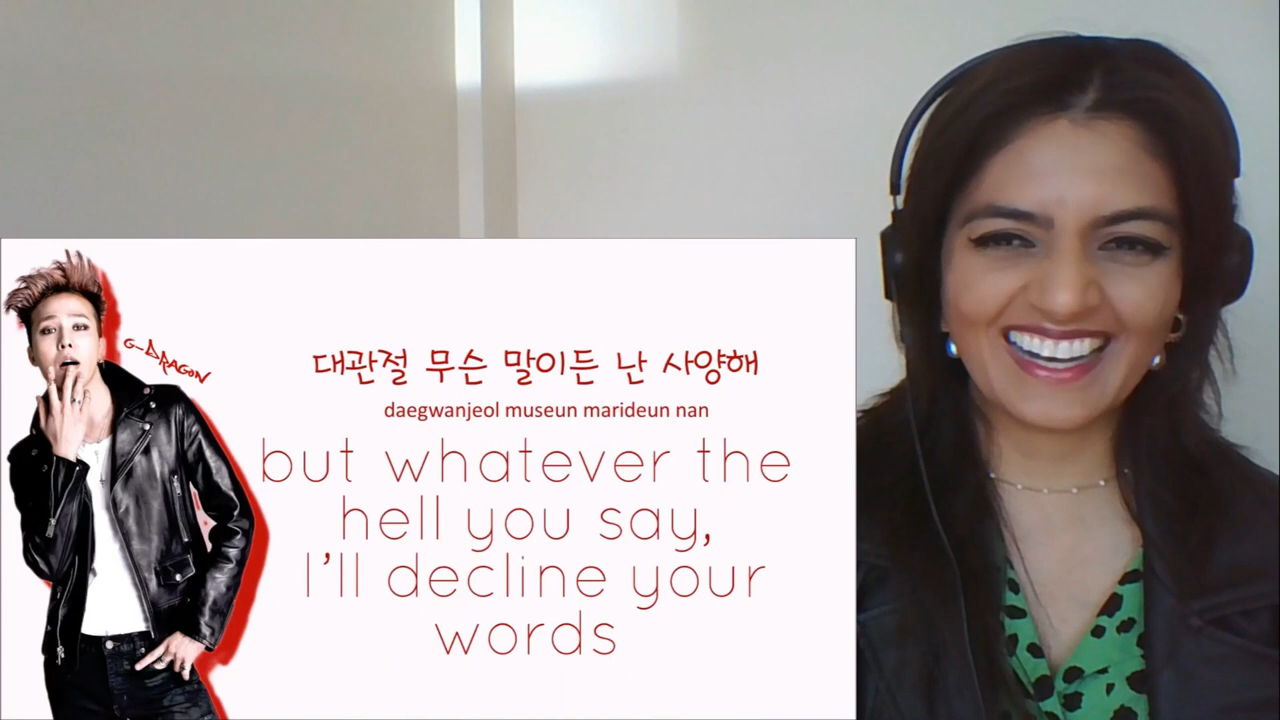 G-DRAGON
대관절 무슨 말이든 난 사양해
daegwanjeol museun marideun nan
but whatever the
hell you say,
I'll decline your
words